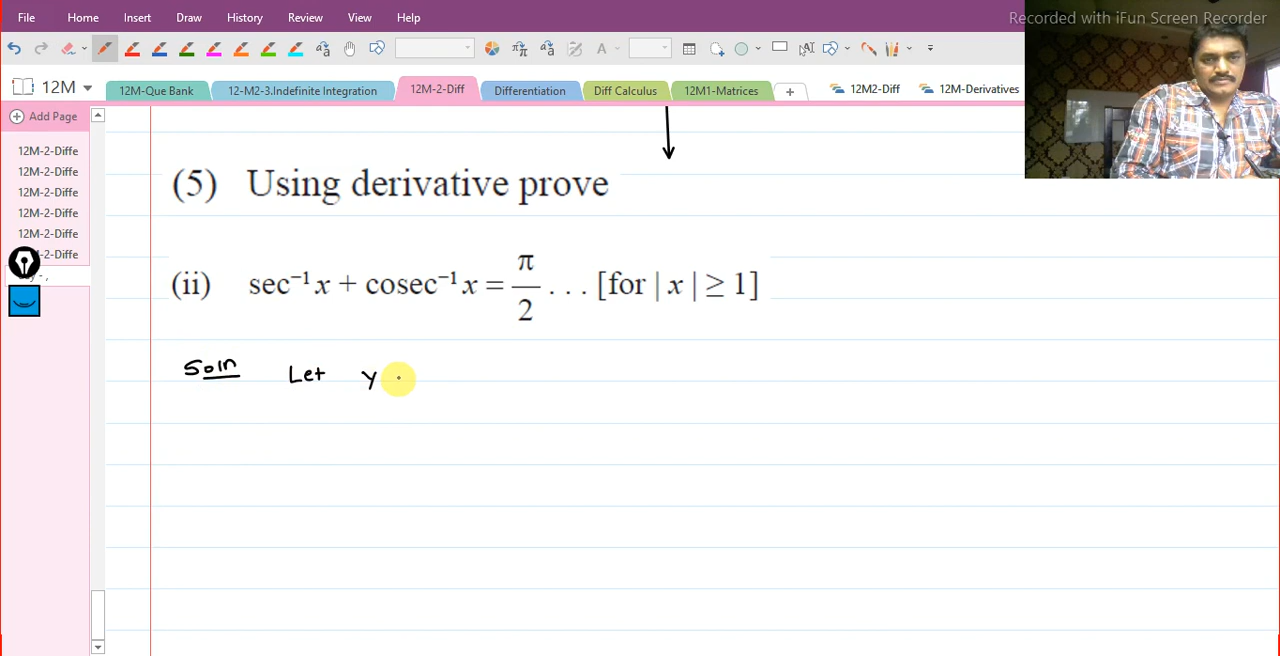 File Home Insert Draw History Review View Help
Recorded with iFun Screen Recorder
12M 12M-Que Bank 12-M2-3.Indefinite Integration 12M-2-Diff Differentiation Diff Calculus 12M1-Matrices 12M2-Diff 12M-Derivatives
Add Page
12M-2-Diffe
12M-2-Diffe
12M-2-Diffe
12M-2-Diffe
12M-2-Diffe
-2-Diffe
(5) Using derivative prove
(ii) sec⁻¹ x + cosec⁻¹ x = π/2 . . . [for | x | ≥ 1]
Soln Let y